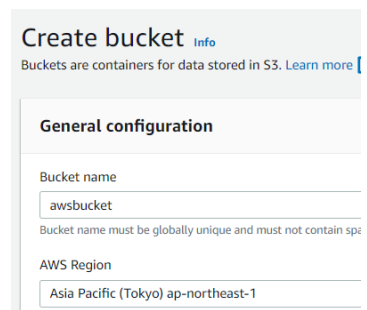 Create bucket Info
Buckets are containers for data stored in S3. Learn more
General configuration
Bucket name
awsbucket
Bucket name must be globally unique and must not contain spa
AWS Region
Asia Pacific (Tokyo) ap-northeast-1